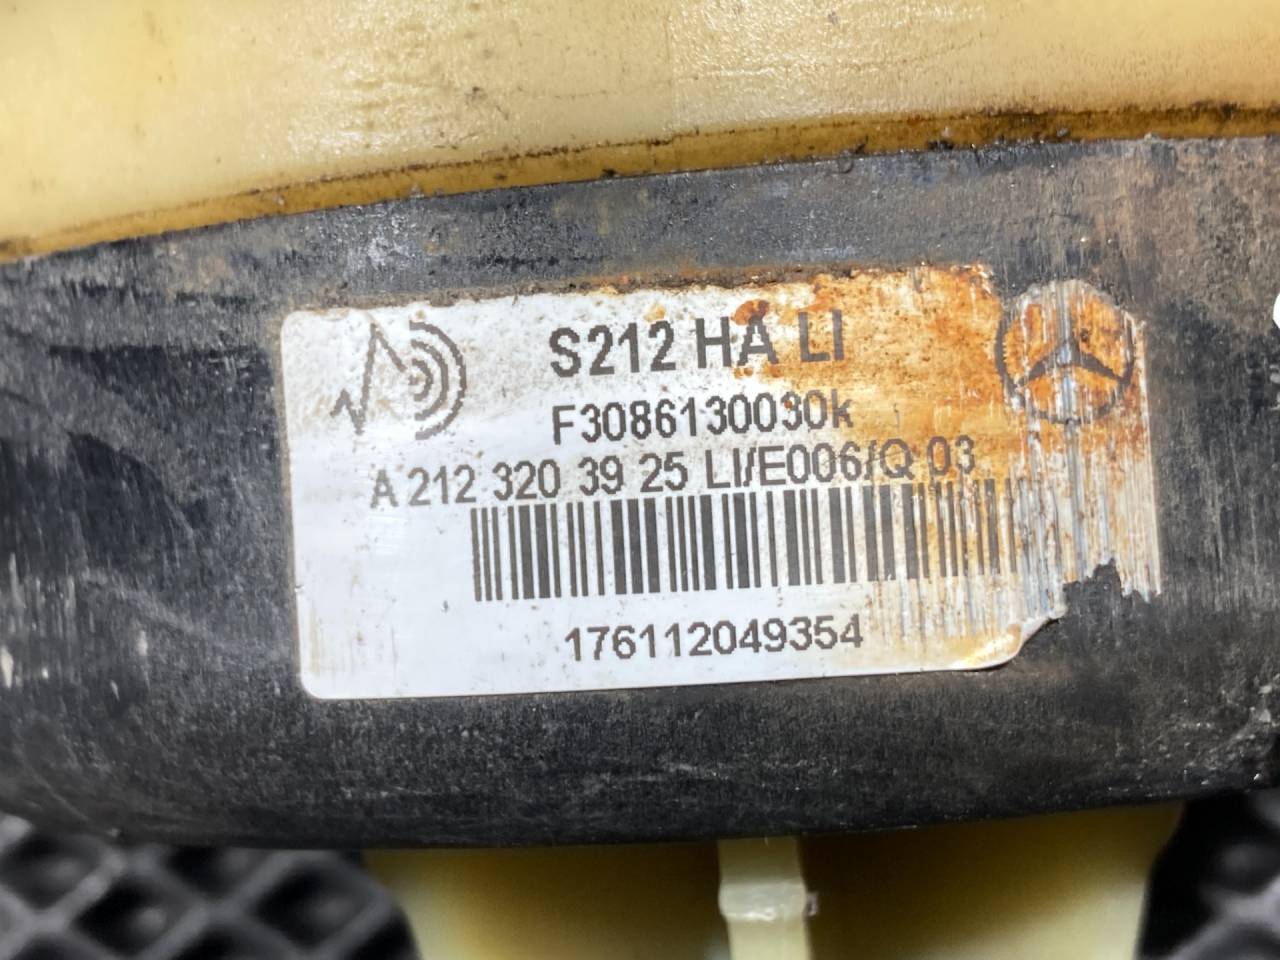 S212 HA LI
F3086130030k
A 212 320 39 25 LI/E006/Q 03
176112049354